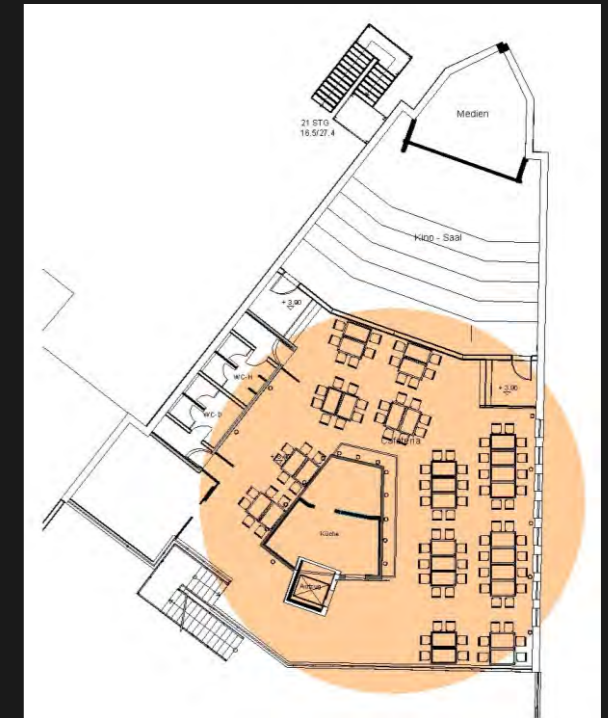 Medien
21 STG
16.5/27.4
Kino - Saal
+ 3.90
WC-H
+ 3.90
WC-D
Cafeteria
Küche
Aufzug